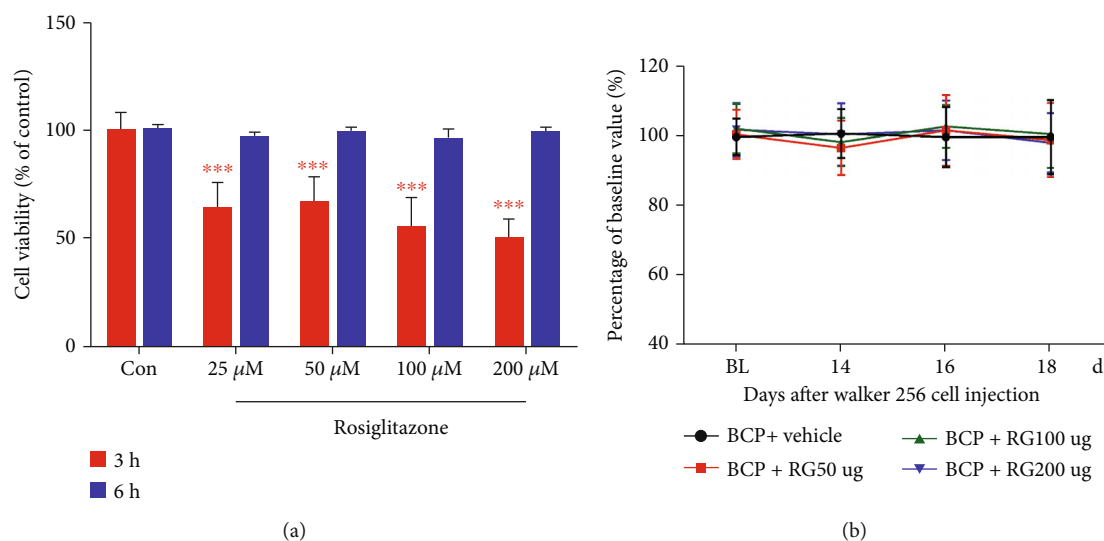 150
100
50
0
Cell viability (% of control)
***
***
***
***
Con
25 μM
50 μM
100 μM
200 μM
Rosiglitazone
3 h
6 h
(a)
120
100
80
60
40
Percentage of baseline value (%)
BL
14
16
18
d
Days after walker 256 cell injection
BCP+ vehicle
BCP + RG50 ug
BCP + RG100 ug
BCP + RG200 ug
(b)